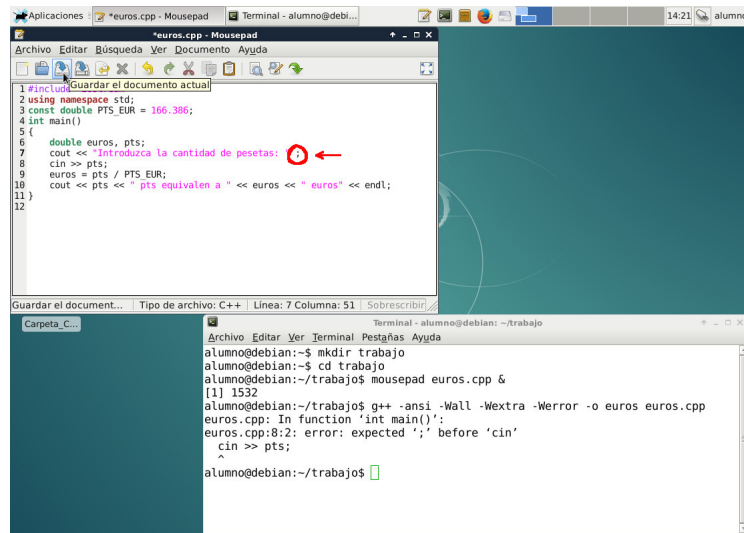 Aplicaciones
*euros.cpp - Mousepad
Terminal - alumno@debi...
14:21
alumno
*euros.cpp - Mousepad
Archivo Editar Búsqueda Ver Documento Ayuda
Guardar el documento actual
1 #include
2 using namespace std;
3 const double PTS_EUR = 166.386;
4 int main()
5 {
6 double euros, pts;
7 cout << "Introduzca la cantidad de pesetas: ";
8 cin >> pts;
9 euros = pts / PTS_EUR;
10 cout << pts << " pts equivalen a " << euros << " euros" << endl;
11 }
12
Guardar el document... Tipo de archivo: C++ Línea: 7 Columna: 51 Sobrescribir
Carpeta_C...
Terminal - alumno@debian: ~/trabajo
Archivo Editar Ver Terminal Pestañas Ayuda
alumno@debian:~$ mkdir trabajo
alumno@debian:~$ cd trabajo
alumno@debian:~/trabajo$ mousepad euros.cpp &
[1] 1532
alumno@debian:~/trabajo$ g++ -ansi -Wall -Wextra -Werror -o euros euros.cpp
euros.cpp: In function ‘int main()’:
euros.cpp:8:2: error: expected ‘;’ before ‘cin’
cin >> pts;
^
alumno@debian:~/trabajo$